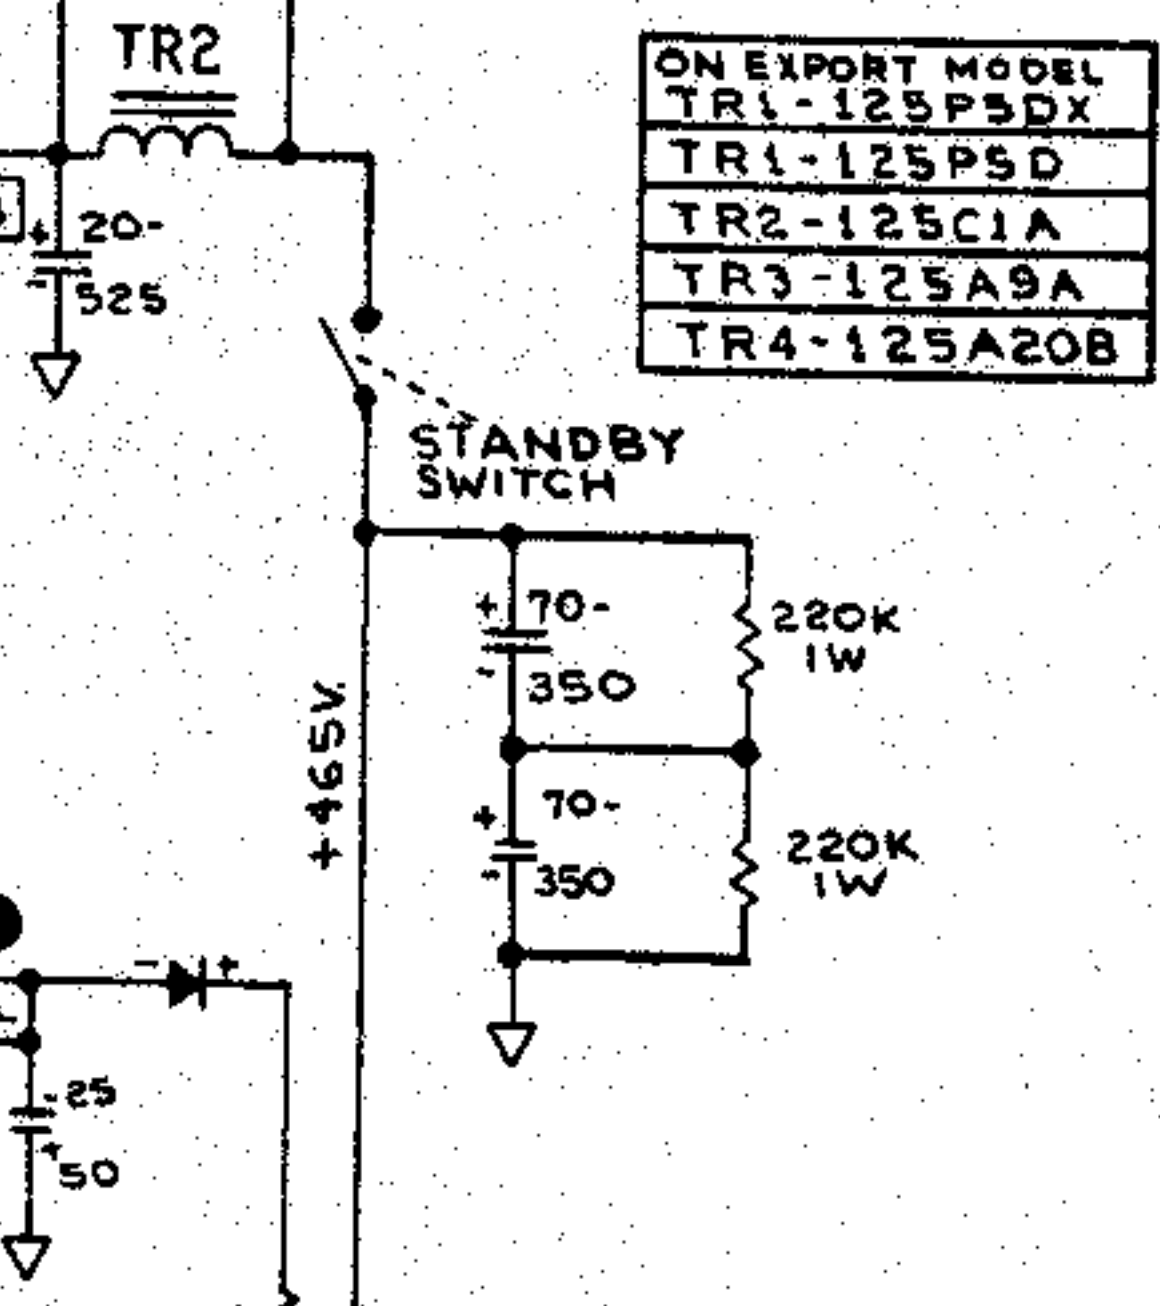 TR2
ON EXPORT MODEL
TR1-125P5DX
TR1-125P5D
TR2-125C1A
TR3-125A9A
TR4-125A20B
+ 20-
- 525
STANDBY
SWITCH
+ 70-
- 350
220K
1W
+465V.
+ 70-
- 350
220K
1W
- +
- 25
+ 50